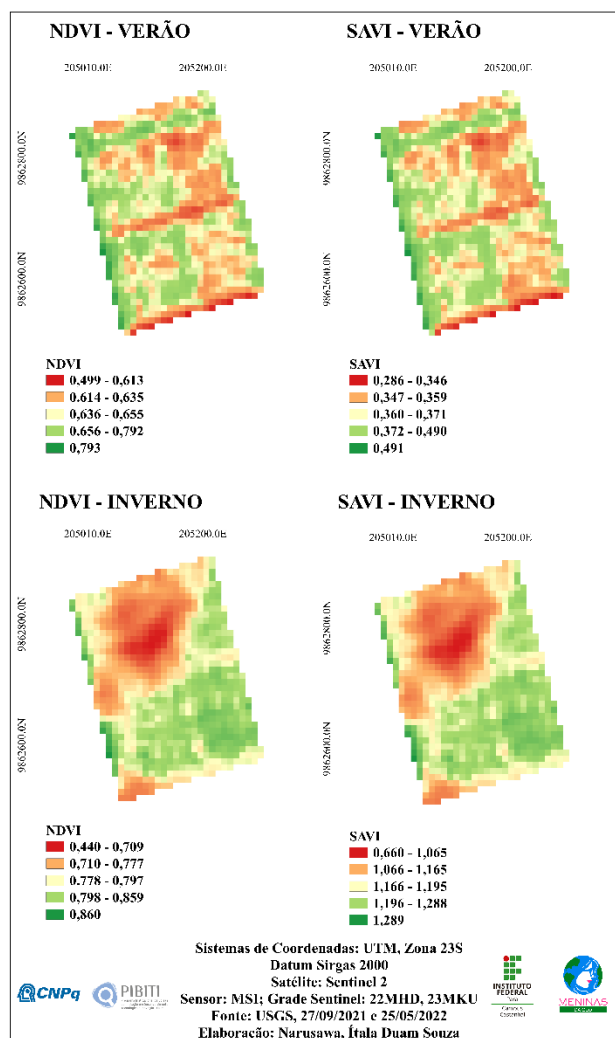 NDVI - VERÃO
SAVI - VERÃO
205010.0E 205200.0E
205010.0E 205200.0E
9862800.0N
9862600.0N
9862800.0N
9862600.0N
NDVI
0,499 - 0,613
0,614 - 0,635
0,636 - 0,655
0,656 - 0,792
0,793
SAVI
0,286 - 0,346
0,347 - 0,359
0,360 - 0,371
0,372 - 0,490
0,491
NDVI - INVERNO
SAVI - INVERNO
205010.0E 205200.0E
205010.0E 205200.0E
9862800.0N
9862600.0N
9862800.0N
9862600.0N
NDVI
0,440 - 0,709
0,710 - 0,777
0,778 - 0,797
0,798 - 0,859
0,860
SAVI
0,660 - 1,065
1,066 - 1,165
1,166 - 1,195
1,196 - 1,288
1,289
Sistemas de Coordenadas: UTM, Zona 23S
Datum Sirgas 2000
Satélite: Sentinel 2
Sensor: MSI; Grade Sentinel: 22MHD, 23MKU
Fonte: USGS, 27/09/2021 e 25/05/2022
Elaboração: Narusawa, Ítala Duam Souza
CNPq
PIBITI
INSTITUTO
FEDERAL
Pará
Campus
Castanhal
MENINAS